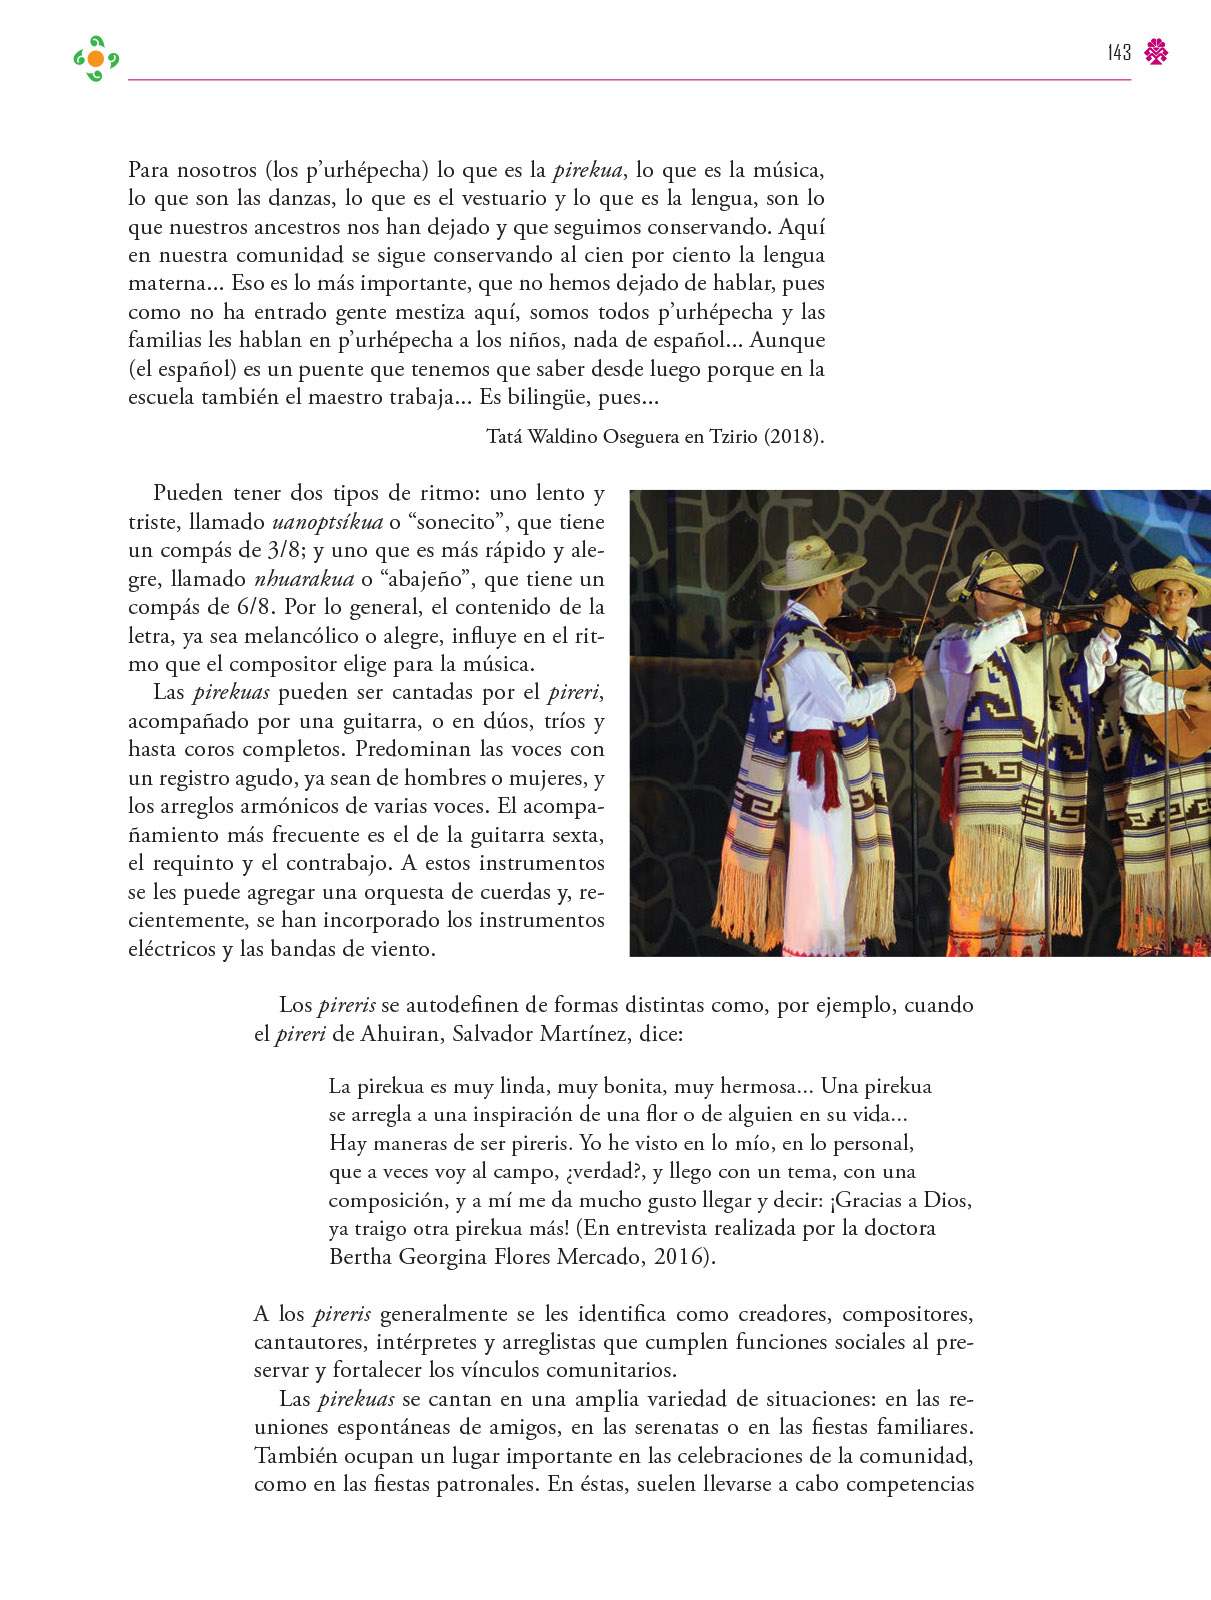 143
Para nosotros (los p’urhépecha) lo que es la pirekua, lo que es la música,
lo que son las danzas, lo que es el vestuario y lo que es la lengua, son lo
que nuestros ancestros nos han dejado y que seguimos conservando. Aquí
en nuestra comunidad se sigue conservando al cien por ciento la lengua
materna... Eso es lo más importante, que no hemos dejado de hablar, pues
como no ha entrado gente mestiza aquí, somos todos p’urhépecha y las
familias les hablan en p’urhépecha a los niños, nada de español... Aunque
(el español) es un puente que tenemos que saber desde luego porque en la
escuela también el maestro trabaja... Es bilingüe, pues...
Tatá Waldino Oseguera en Tzirio (2018).
Pueden tener dos tipos de ritmo: uno lento y
triste, llamado uanoptsíkua o “sonecito”, que tiene
un compás de 3/8; y uno que es más rápido y ale-
gre, llamado nhuarakua o “abajeño”, que tiene un
compás de 6/8. Por lo general, el contenido de la
letra, ya sea melancólico o alegre, influye en el rit-
mo que el compositor elige para la música.
Las pirekuas pueden ser cantadas por el pireri,
acompañado por una guitarra, o en dúos, tríos y
hasta coros completos. Predominan las voces con
un registro agudo, ya sean de hombres o mujeres, y
los arreglos armónicos de varias voces. El acompa-
ñamiento más frecuente es el de la guitarra sexta,
el requinto y el contrabajo. A estos instrumentos
se les puede agregar una orquesta de cuerdas y, re-
cientemente, se han incorporado los instrumentos
eléctricos y las bandas de viento.
Los pireris se autodefinen de formas distintas como, por ejemplo, cuando
el pireri de Ahuiran, Salvador Martínez, dice:
La pirekua es muy linda, muy bonita, muy hermosa... Una pirekua
se arregla a una inspiración de una flor o de alguien en su vida...
Hay maneras de ser pireris. Yo he visto en lo mío, en lo personal,
que a veces voy al campo, ¿verdad?, y llego con un tema, con una
composición, y a mí me da mucho gusto llegar y decir: ¡Gracias a Dios,
ya traigo otra pirekua más! (En entrevista realizada por la doctora
Bertha Georgina Flores Mercado, 2016).
A los pireris generalmente se les identifica como creadores, compositores,
cantautores, intérpretes y arreglistas que cumplen funciones sociales al pre-
servar y fortalecer los vínculos comunitarios.
Las pirekuas se cantan en una amplia variedad de situaciones: en las re-
uniones espontáneas de amigos, en las serenatas o en las fiestas familiares.
También ocupan un lugar importante en las celebraciones de la comunidad,
como en las fiestas patronales. En éstas, suelen llevarse a cabo competencias